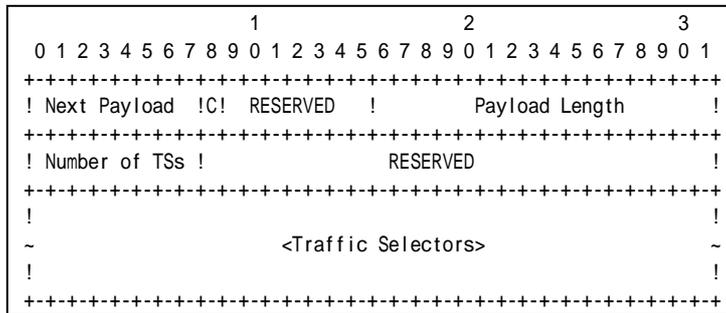 1                   2                   3
 0 1 2 3 4 5 6 7 8 9 0 1 2 3 4 5 6 7 8 9 0 1 2 3 4 5 6 7 8 9 0 1
+-+-+-+-+-+-+-+-+-+-+-+-+-+-+-+-+-+-+-+-+-+-+-+-+-+-+-+-+-+-+-+-+
! Next Payload  !C!  RESERVED   !         Payload Length        !
+-+-+-+-+-+-+-+-+-+-+-+-+-+-+-+-+-+-+-+-+-+-+-+-+-+-+-+-+-+-+-+-+
! Number of TSs !                 RESERVED                      !
+-+-+-+-+-+-+-+-+-+-+-+-+-+-+-+-+-+-+-+-+-+-+-+-+-+-+-+-+-+-+-+-+
!                                                               !
~                       <Traffic Selectors>                     ~
!                                                               !
+-+-+-+-+-+-+-+-+-+-+-+-+-+-+-+-+-+-+-+-+-+-+-+-+-+-+-+-+-+-+-+-+